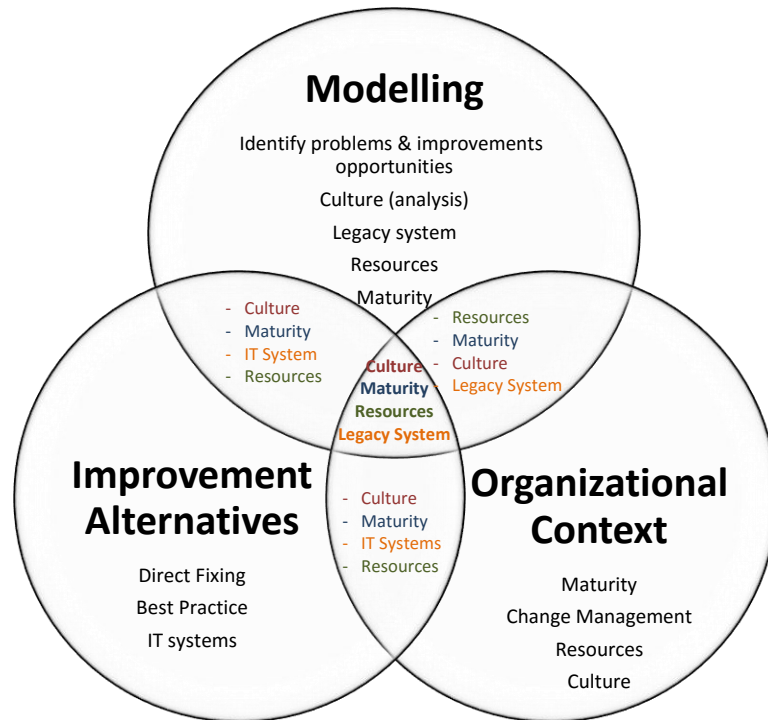 Modelling
Identify problems & improvements
opportunities
Culture (analysis)
Legacy system
Resources
Maturity
- Culture
- Maturity
- IT System
- Resources
- Resources
- Maturity
- Culture
- Legacy System
Culture
Maturity
Resources
Legacy System
Improvement
Alternatives
Direct Fixing
Best Practice
IT systems
- Culture
- Maturity
- IT Systems
- Resources
Organizational
Context
Maturity
Change Management
Resources
Culture